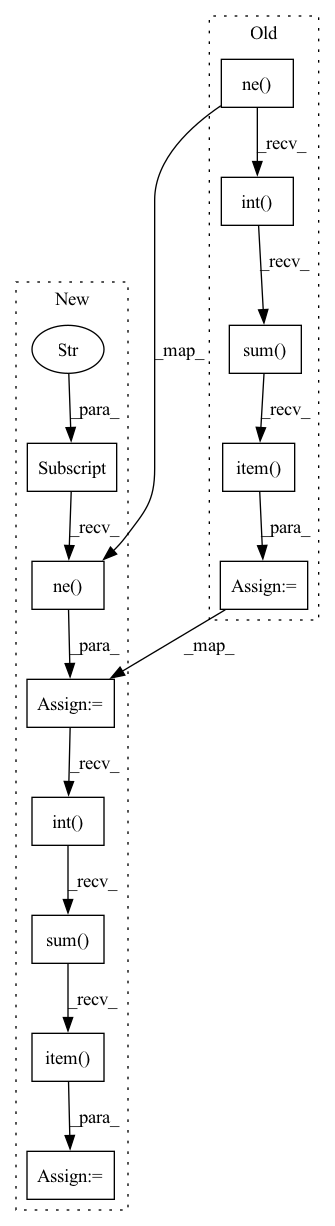 Old
ne()
_recv_
int()
_recv_
sum()
_recv_
item()
_para_
Assign:=
_map_
_map_
New
Str
_para_
Subscript
_recv_
ne()
_para_
Assign:=
_recv_
int()
_recv_
sum()
_recv_
item()
_para_
Assign:=